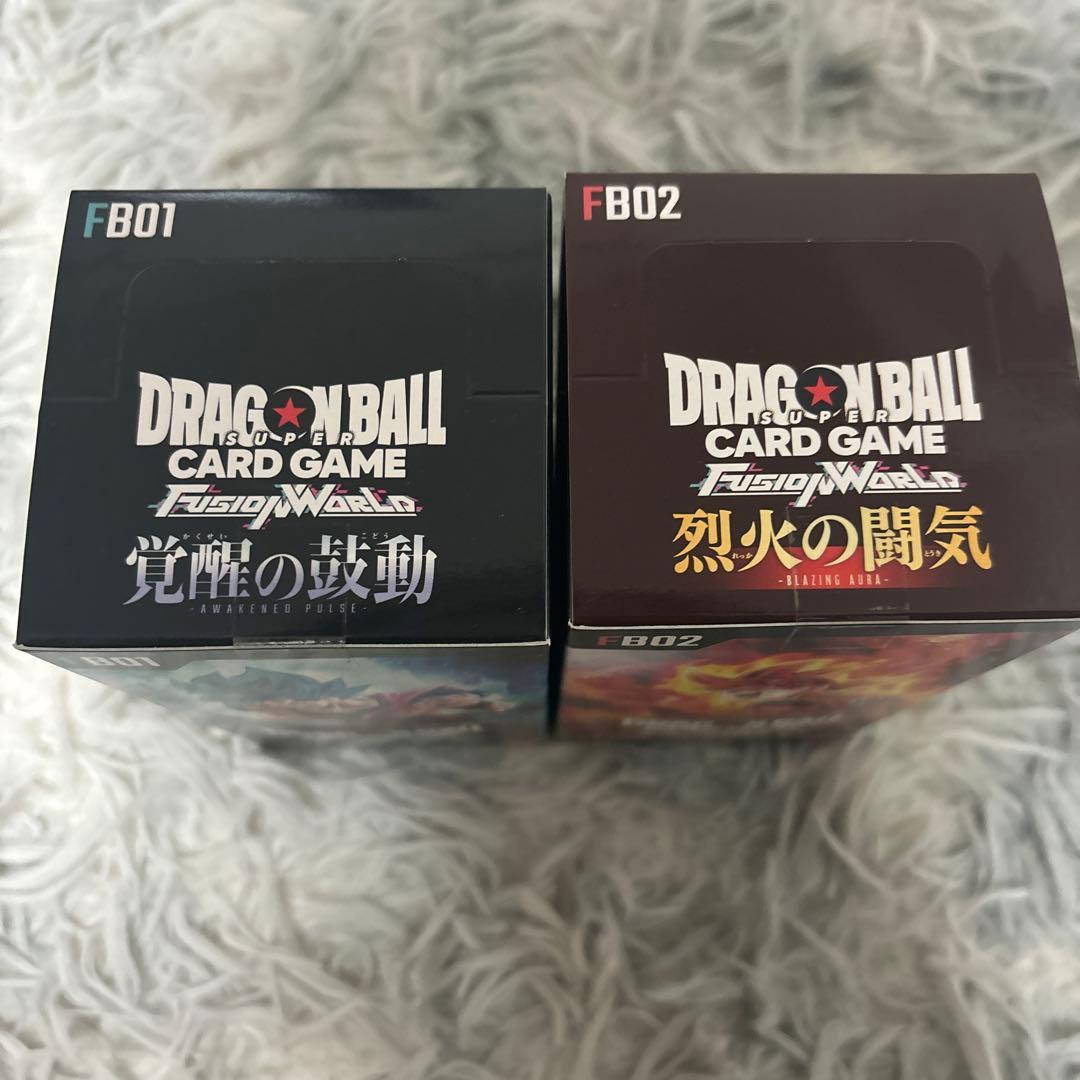 FB01
DRAGON BALL
SUPER
CARD GAME
FUSION WORLD
かくせい こどう
覚醒の鼓動
-AWAKENED PULSE-
FB01
FB02
DRAGON BALL
SUPER
CARD GAME
FUSION WORLD
烈火の闘気
れっか とうき
-BLAZING AURA-
FB02